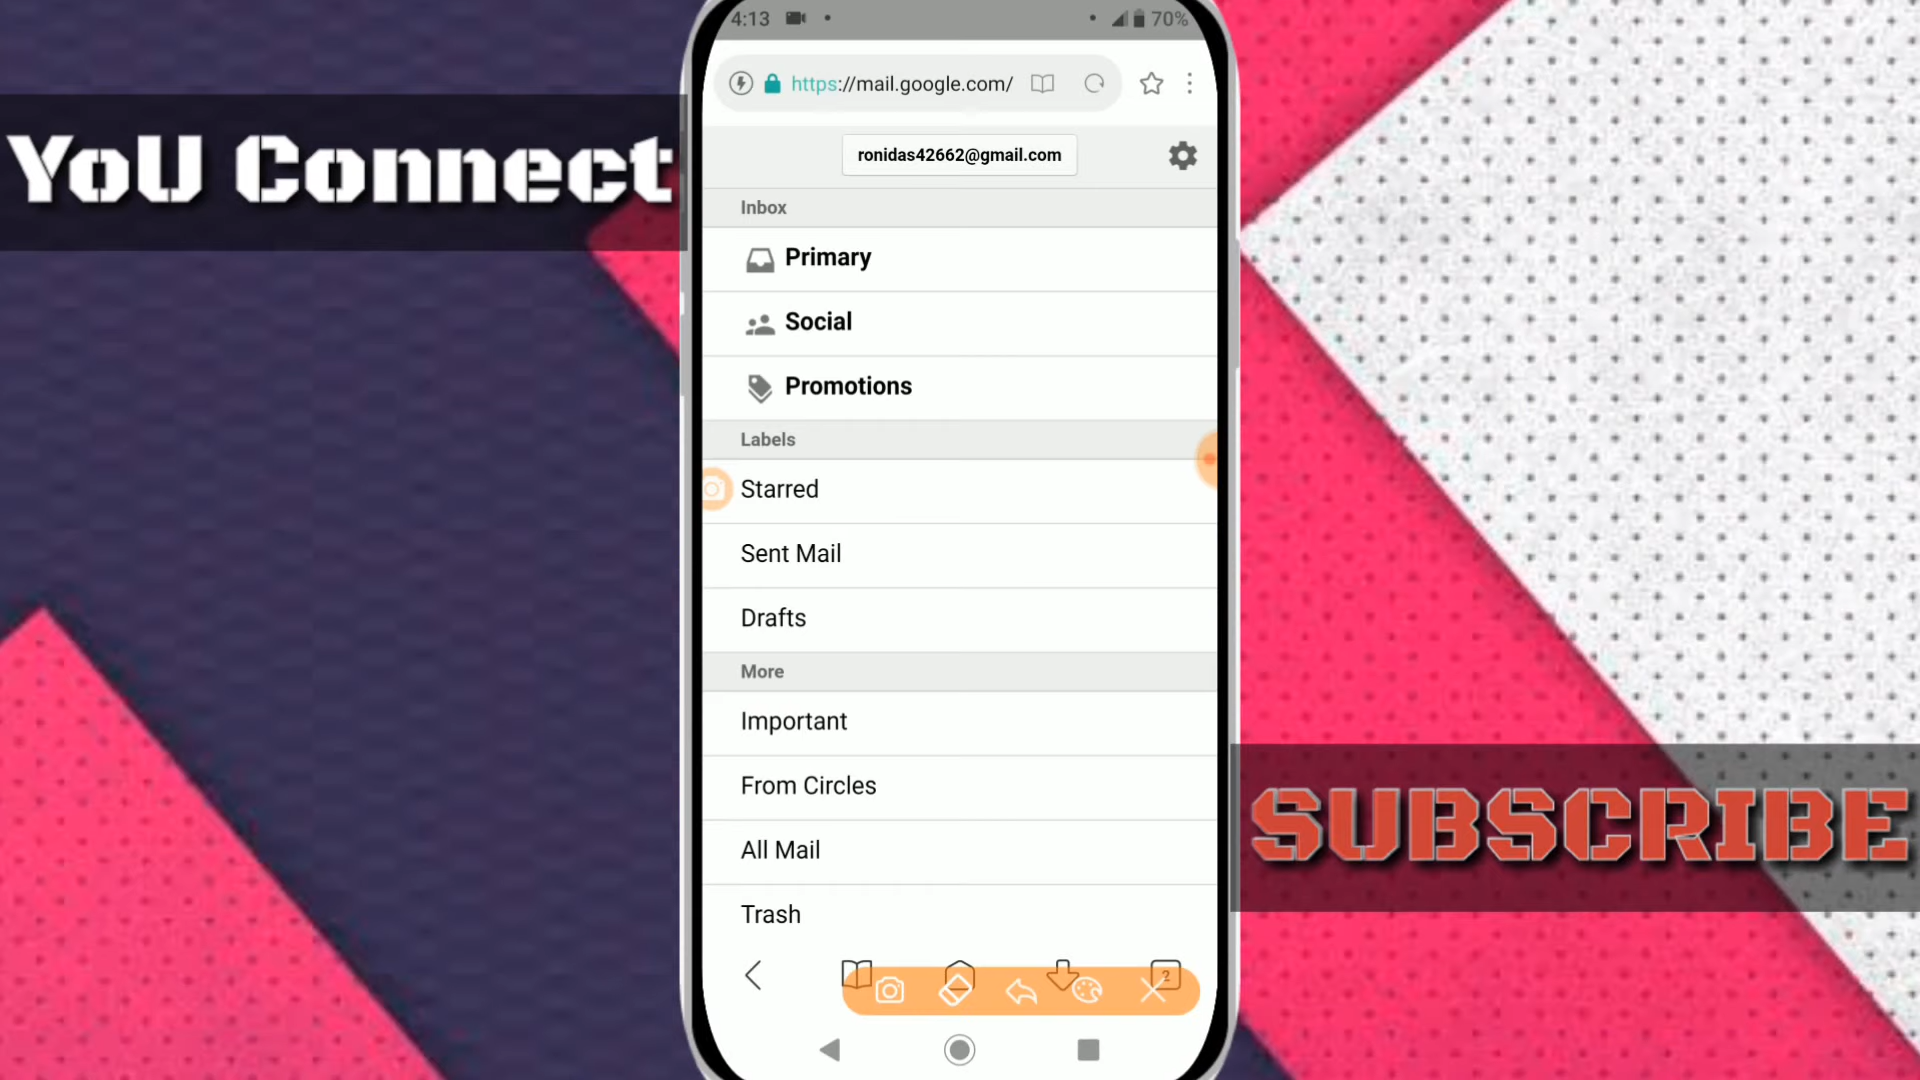 4:13
70%
https://mail.google.com/
YoU Connect
ronidas42662@gmail.com
Inbox
Primary
Social
Promotions
Labels
Starred
Sent Mail
Drafts
More
Important
From Circles
SUBSCRIBE
All Mail
Trash
2